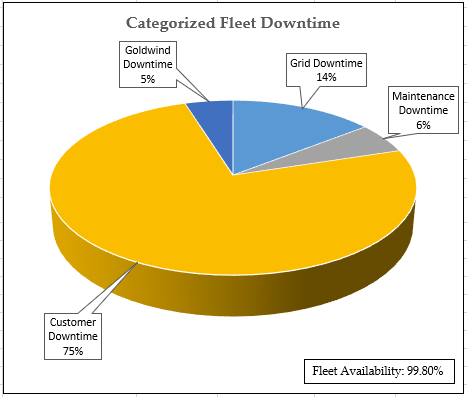 Categorized Fleet Downtime
Goldwind
Downtime
5%
Grid Downtime
14%
Maintenance
Downtime
6%
Customer
Downtime
75%
Fleet Availability: 99.80%